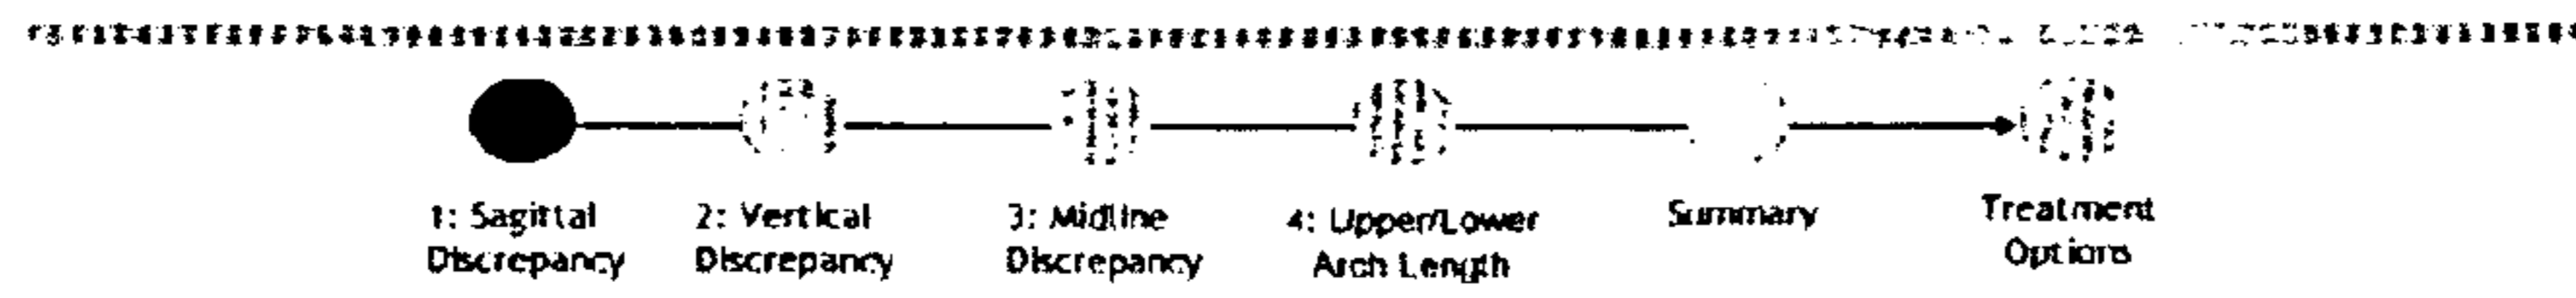 1: Sagittal
Discrepancy
2: Vertical
Discrepancy
3: Midline
Discrepancy
4: Upper/Lower
Arch Length
Summary
Treatment
Options